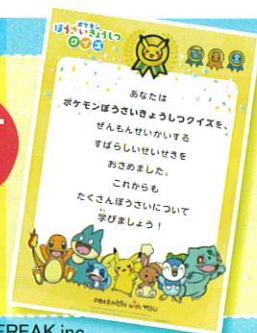 ポケモン
ぼうさいきょうしつ
クイズ
あなたは
ポケモンぼうさいきょうしつクイズを、
ぜんもんせいかいする
すばらしいせいせきを
おさめました。
これからも
たくさんぼうさいについて
学びましょう！
POKÉMON with YOU
FREAK inc.